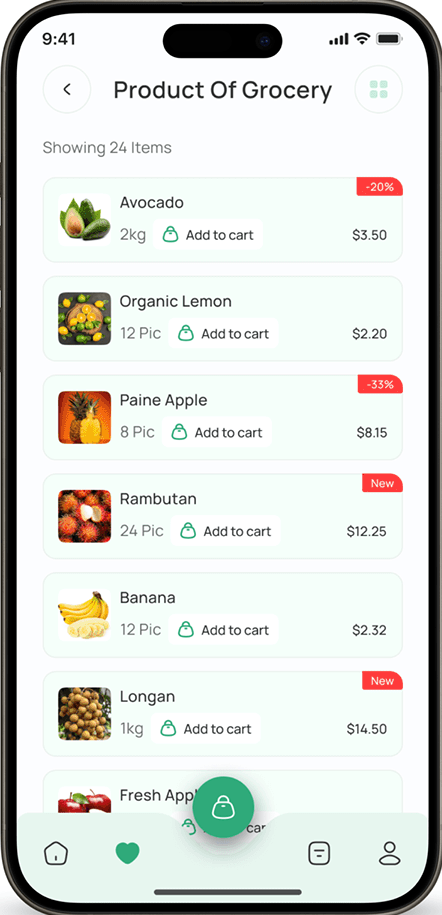 9:41
Product Of Grocery
Showing 24 Items
-20%
Avocado
2kg Add to cart $3.50
Organic Lemon
12 Pic Add to cart $2.20
-33%
Paine Apple
8 Pic Add to cart $8.15
New
Rambutan
24 Pic Add to cart $12.25
Banana
12 Pic Add to cart $2.32
New
Longan
1kg Add to cart $14.50
Fresh